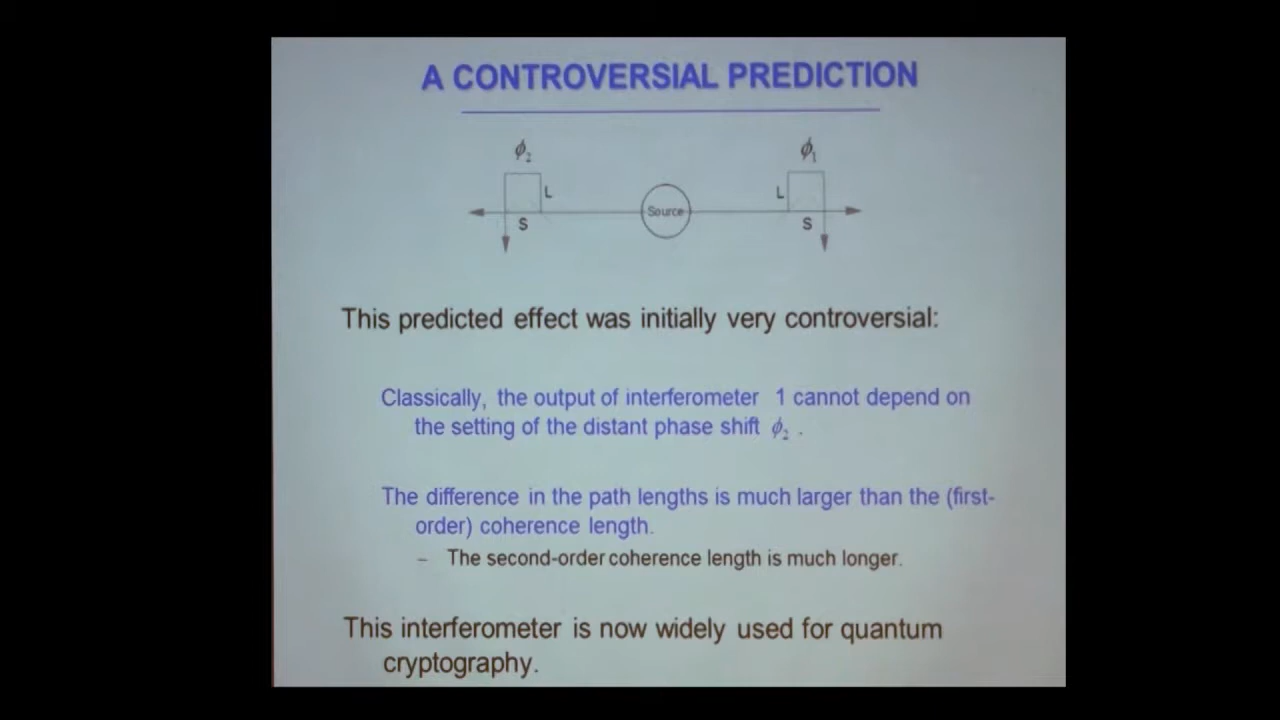 A CONTROVERSIAL PREDICTION
ϕ₂ ϕ₁
L Source L
S S
This predicted effect was initially very controversial:
Classically, the output of interferometer 1 cannot depend on
the setting of the distant phase shift ϕ₂ .
The difference in the path lengths is much larger than the (first-
order) coherence length.
– The second-order coherence length is much longer.
This interferometer is now widely used for quantum
cryptography.